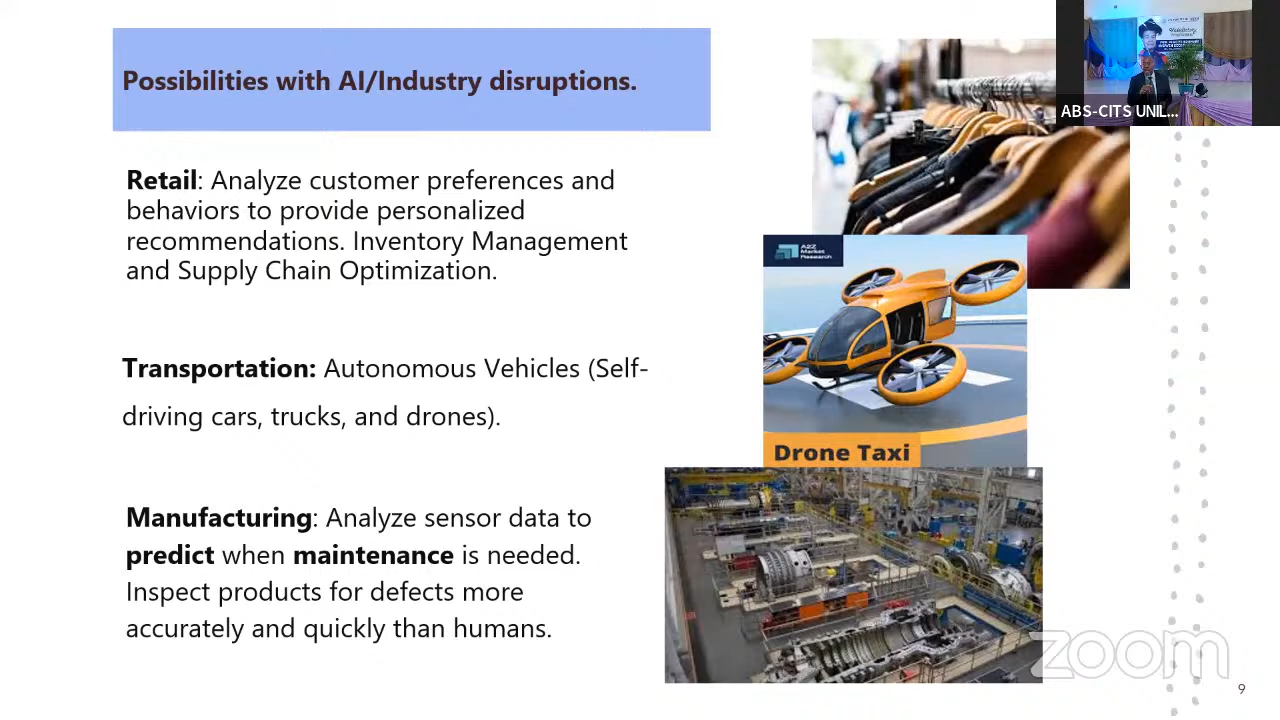 Possibilities with AI/Industry disruptions.
ABS-CITS UNIL...
Retail: Analyze customer preferences and
behaviors to provide personalized
recommendations. Inventory Management
and Supply Chain Optimization.
A2Z
Market
Research
Transportation: Autonomous Vehicles (Self-
driving cars, trucks, and drones).
Drone Taxi
Manufacturing: Analyze sensor data to
predict when maintenance is needed.
Inspect products for defects more
accurately and quickly than humans.
zoom
9